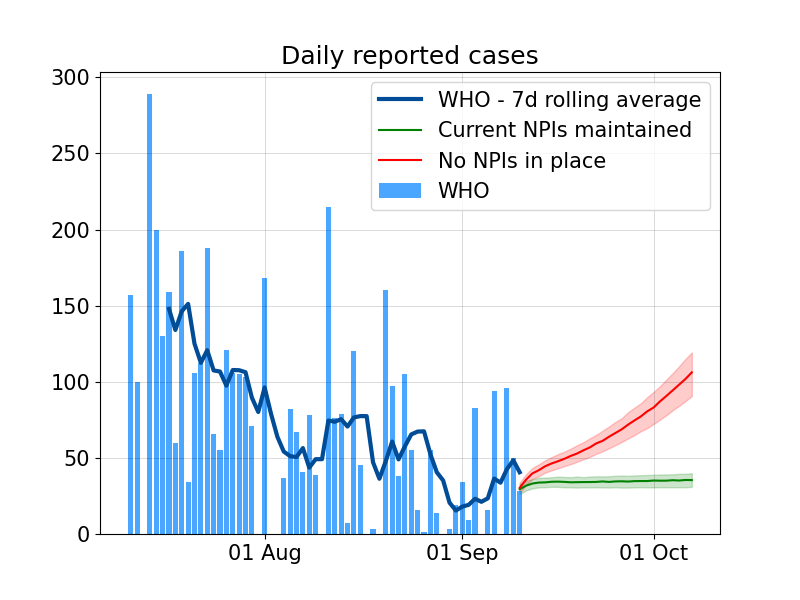 Daily reported cases
300
250
200
150
100
50
0
WHO - 7d rolling average
Current NPIs maintained
No NPIs in place
WHO
01 Aug
01 Sep
01 Oct